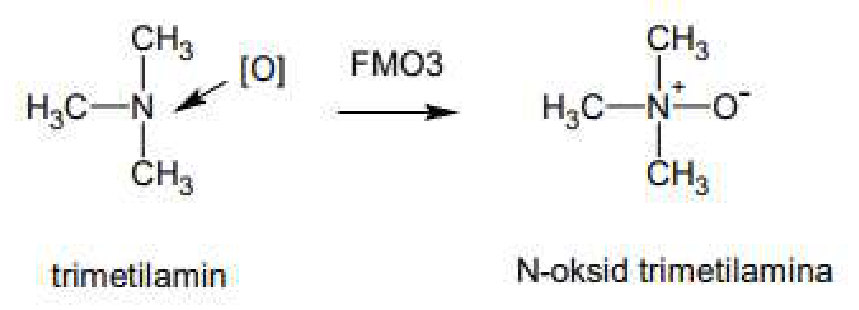 CH3
[O]
FMO3
CH3
H3C—N
H3C—N+—O-
CH3
CH3
trimetilamin
N-oksid trimetilamina